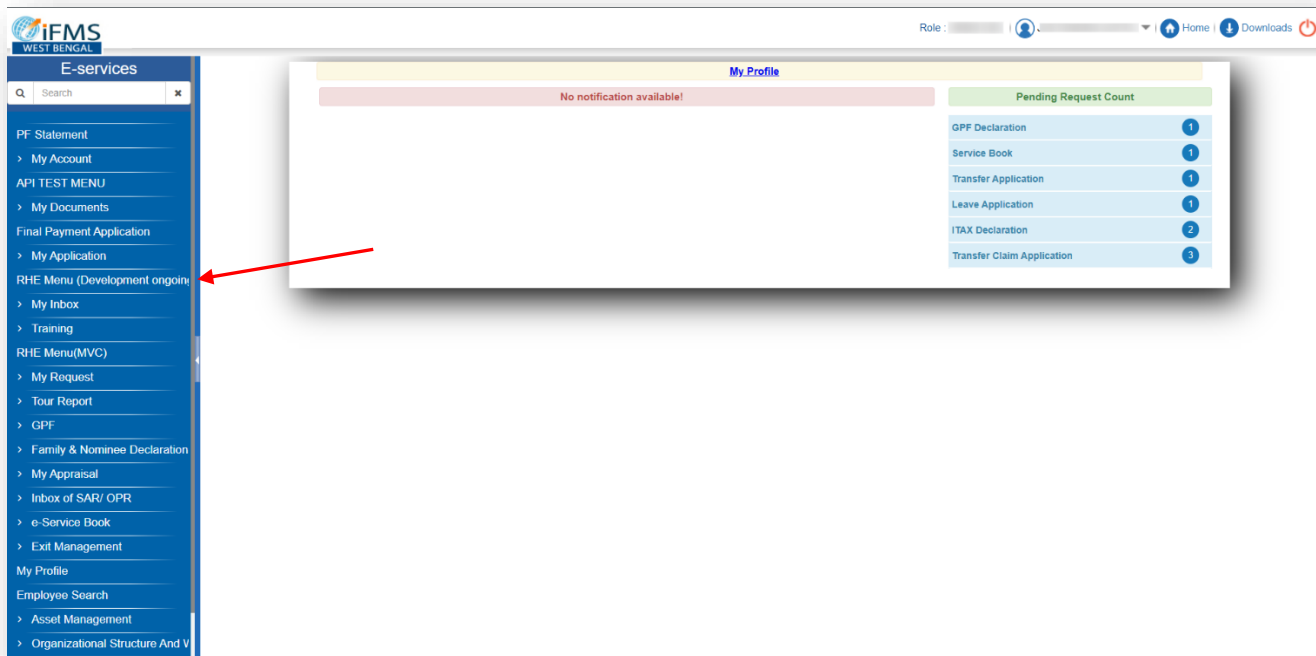 iFMS
WEST BENGAL
Role :
Home
Downloads
E-services
Search
PF Statement
> My Account
API TEST MENU
> My Documents
Final Payment Application
> My Application
RHE Menu (Development ongoing
> My Inbox
> Training
RHE Menu(MVC)
> My Request
> Tour Report
> GPF
> Family & Nominee Declaration
> My Appraisal
> Inbox of SAR/ OPR
> e-Service Book
> Exit Management
My Profile
Employee Search
> Asset Management
> Organizational Structure And
My Profile
No notification available!
Pending Request Count
GPF Declaration 1
Service Book 1
Transfer Application 1
Leave Application 1
ITAX Declaration 2
Transfer Claim Application 3